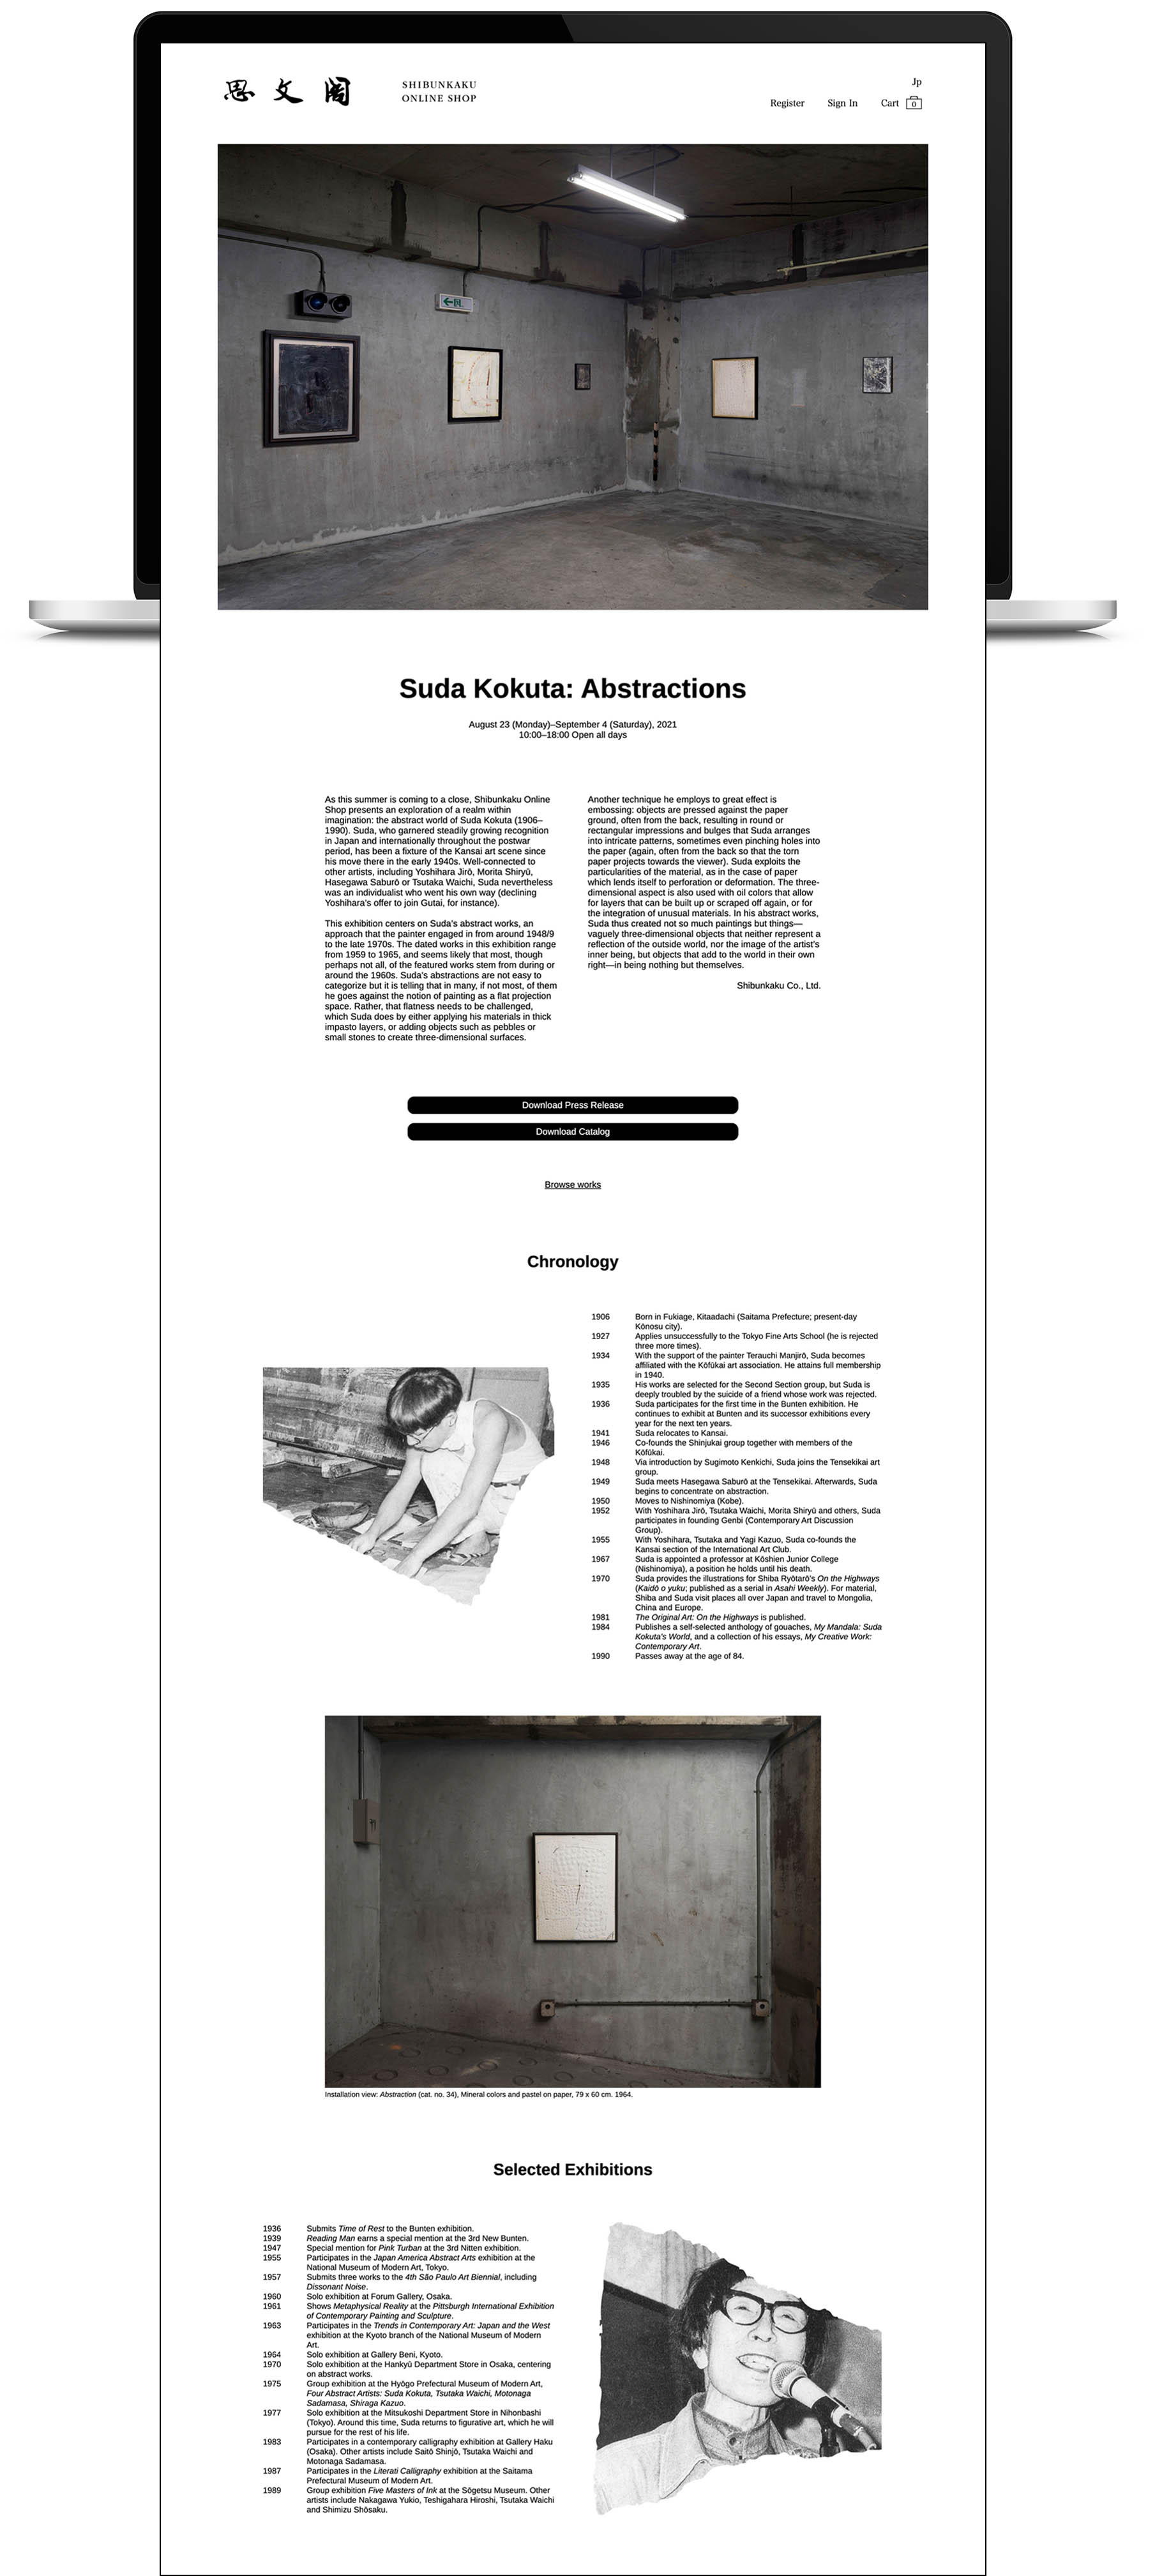 思文閣
SHIBUNKAKU
ONLINE SHOP
Jp
Register Sign In Cart 0
Suda Kokuta: Abstractions
August 23 (Monday)–September 4 (Saturday), 2021
10:00–18:00 Open all days
As this summer is coming to a close, Shibunkaku Online
Shop presents an exploration of a realm within
imagination: the abstract world of Suda Kokuta (1906–
1990). Suda, who garnered steadily growing recognition
in Japan and internationally throughout the postwar
period, has been a fixture of the Kansai art scene since
his move there in the early 1940s. Well-connected to
other artists, including Yoshihara Jirō, Morita Shiryū,
Hasegawa Saburō or Tsutaka Waichi, Suda nevertheless
was an individualist who went his own way (declining
Yoshihara's offer to join Gutai, for instance).
This exhibition centers on Suda's abstract works, an
approach that the painter engaged in from around 1948/9
to the late 1970s. The dated works in this exhibition range
from 1959 to 1965, and seems likely that most, though
perhaps not all, of the featured works stem from during or
around the 1960s. Suda's abstractions are not easy to
categorize but it is telling that in many, if not most, of them
he goes against the notion of painting as a flat projection
space. Rather, that flatness needs to be challenged,
which Suda does by either applying his materials in thick
impasto layers, or adding objects such as pebbles or
small stones to create three-dimensional surfaces.
Another technique he employs to great effect is
embossing: objects are pressed against the paper
ground, often from the back, resulting in round or
rectangular impressions and bulges that Suda arranges
into intricate patterns, sometimes even pinching holes into
the paper (again, often from the back so that the torn
paper projects towards the viewer). Suda exploits the
particularities of the material, as in the case of paper
which lends itself to perforation or deformation. The three-
dimensional aspect is also used with oil colors that allow
for layers that can be built up or scraped off again, or for
the integration of unusual materials. In his abstract works,
Suda thus created not so much paintings but things—
vaguely three-dimensional objects that neither represent a
reflection of the outside world, nor the image of the artist's
inner being, but objects that add to the world in their own
right—in being nothing but themselves.
Shibunkaku Co., Ltd.
Download Press Release
Download Catalog
Browse works
Chronology
1906 Born in Fukiage, Kitaadachi (Saitama Prefecture; present-day
Kōnosu city).
1927 Applies unsuccessfully to the Tokyo Fine Arts School (he is rejected
three more times).
1934 With the support of the painter Terauchi Manjirō, Suda becomes
affiliated with the Kōfūkai art association. He attains full membership
in 1940.
1935 His works are selected for the Second Section group, but Suda is
deeply troubled by the suicide of a friend whose work was rejected.
1936 Suda participates for the first time in the Bunten exhibition. He
continues to exhibit at Bunten and its successor exhibitions every
year for the next ten years.
1941 Suda relocates to Kansai.
1946 Co-founds the Shinjukai group together with members of the
Kōfūkai.
1948 Via introduction by Sugimoto Kenkichi, Suda joins the Tensekikai art
group.
1949 Suda meets Hasegawa Saburō at the Tensekikai. Afterwards, Suda
begins to concentrate on abstraction.
1950 Moves to Nishinomiya (Kobe).
1952 With Yoshihara Jirō, Tsutaka Waichi, Morita Shiryū and others, Suda
participates in founding Genbi (Contemporary Art Discussion
Group).
1955 With Yoshihara, Tsutaka and Yagi Kazuo, Suda co-founds the
Kansai section of the International Art Club.
1967 Suda is appointed a professor at Kōshien Junior College
(Nishinomiya), a position he holds until his death.
1970 Suda provides the illustrations for Shiba Ryōtarō's On the Highways
(Kaidō o yuku; published as a serial in Asahi Weekly). For material,
Shiba and Suda visit places all over Japan and travel to Mongolia,
China and Europe.
1981 The Original Art: On the Highways is published.
1984 Publishes a self-selected anthology of gouaches, My Mandala: Suda
Kokuta's World, and a collection of his essays, My Creative Work:
Contemporary Art.
1990 Passes away at the age of 84.
Installation view: Abstraction (cat. no. 34), Mineral colors and pastel on paper, 79 x 60 cm. 1964.
Selected Exhibitions
1936 Submits Time of Rest to the Bunten exhibition.
1939 Reading Man earns a special mention at the 3rd New Bunten.
1947 Special mention for Pink Turban at the 3rd Nitten exhibition.
1955 Participates in the Japan America Abstract Arts exhibition at the
National Museum of Modern Art, Tokyo.
1957 Submits three works to the 4th São Paulo Art Biennial, including
Dissonant Noise.
1960 Solo exhibition at Forum Gallery, Osaka.
1961 Shows Metaphysical Reality at the Pittsburgh International Exhibition
of Contemporary Painting and Sculpture.
1963 Participates in the Trends in Contemporary Art: Japan and the West
exhibition at the Kyoto branch of the National Museum of Modern
Art.
1964 Solo exhibition at Gallery Beni, Kyoto.
1970 Solo exhibition at the Hankyū Department Store in Osaka, centering
on abstract works.
1975 Group exhibition at the Hyōgo Prefectural Museum of Modern Art,
Four Abstract Artists: Suda Kokuta, Tsutaka Waichi, Motonaga
Sadamasa, Shiraga Kazuo.
1977 Solo exhibition at the Mitsukoshi Department Store in Nihonbashi
(Tokyo). Around this time, Suda returns to figurative art, which he will
pursue for the rest of his life.
1983 Participates in a contemporary calligraphy exhibition at Gallery Haku
(Osaka). Other artists include Saitō Shinjō, Tsutaka Waichi and
Motonaga Sadamasa.
1987 Participates in the Literati Calligraphy exhibition at the Saitama
Prefectural Museum of Modern Art.
1989 Group exhibition Five Masters of Ink at the Sōgetsu Museum. Other
artists include Nakagawa Yukio, Teshigahara Hiroshi, Tsutaka Waichi
and Shimizu Shōsaku.